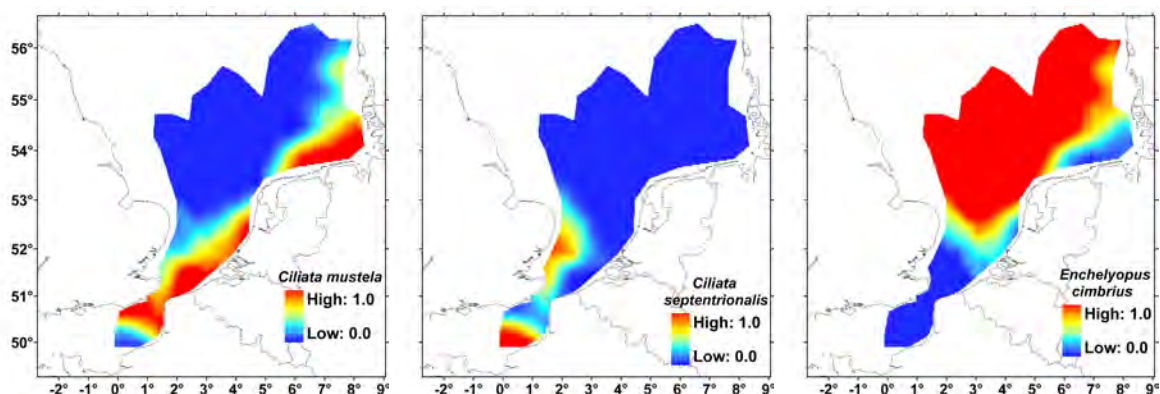 56°
55°
54°
53°
52°
51°
50°
Ciliata mustela
High: 1.0
Low: 0.0
-2° -1° 0° 1° 2° 3° 4° 5° 6° 7° 8° 9°
Ciliata
septentrionalis
High: 1.0
Low: 0.0
-2° -1° 0° 1° 2° 3° 4° 5° 6° 7° 8° 9°
Enchelyopus
cimbrius
High: 1.0
Low: 0.0
-2° -1° 0° 1° 2° 3° 4° 5° 6° 7° 8° 9°